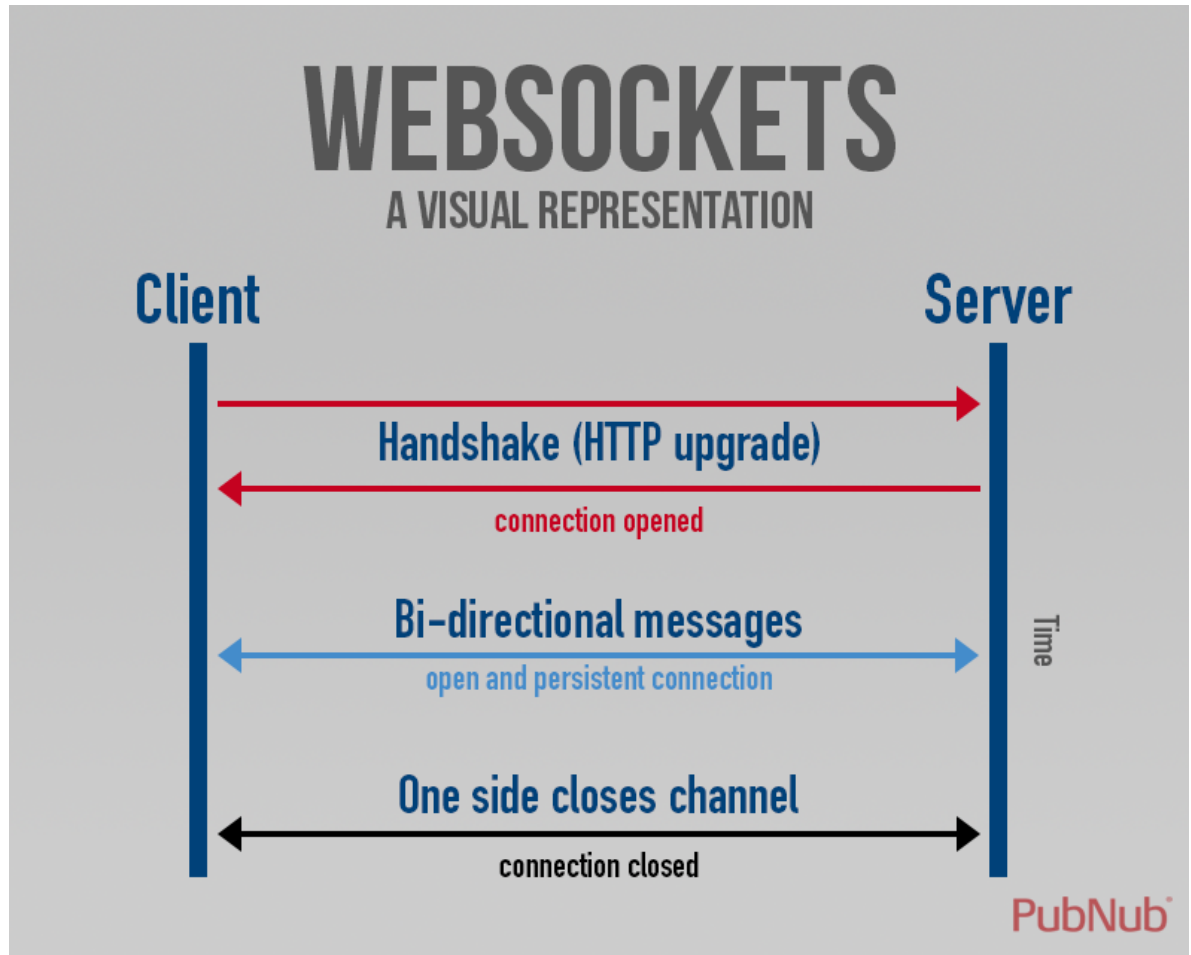 WEBSOCKETS
A VISUAL REPRESENTATION
Client
Server
Handshake (HTTP upgrade)
connection opened
Bi-directional messages
open and persistent connection
Time
One side closes channel
connection closed
PubNub